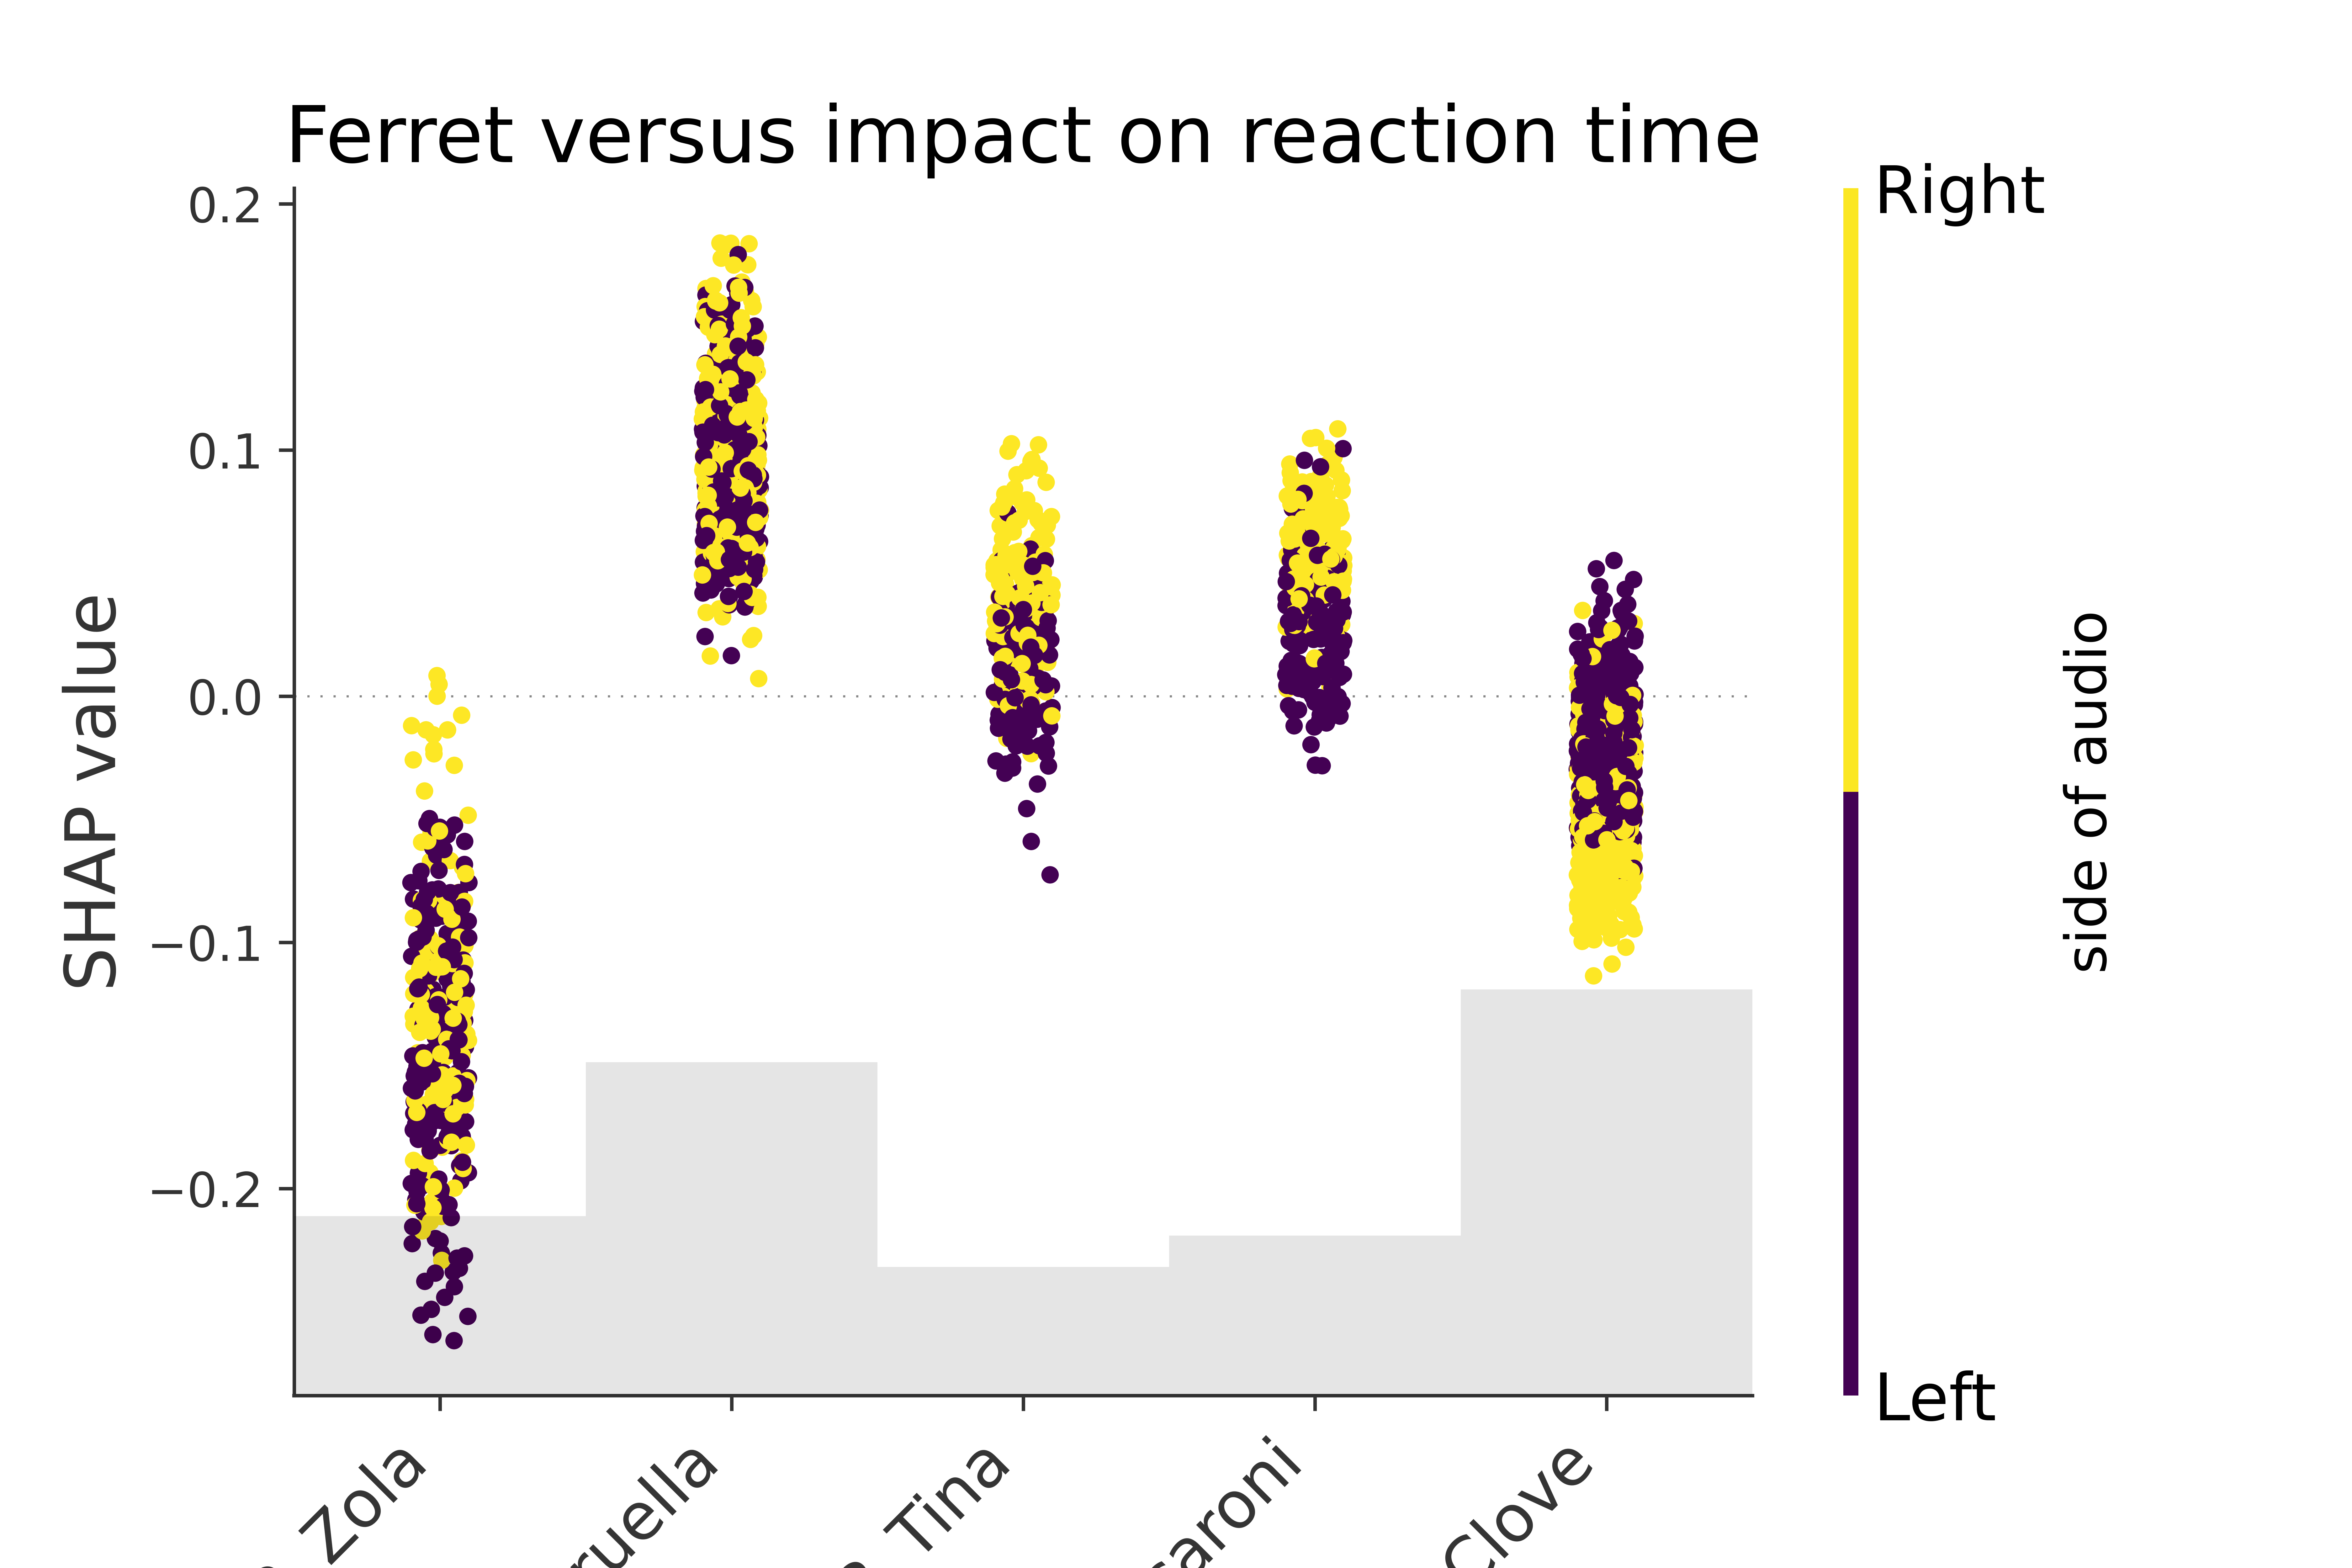 Ferret versus impact on reaction time
Right
0.2
0.1
0.0
−0.1
−0.2
SHAP value
side of audio
Left
Zola
Tina
Clove